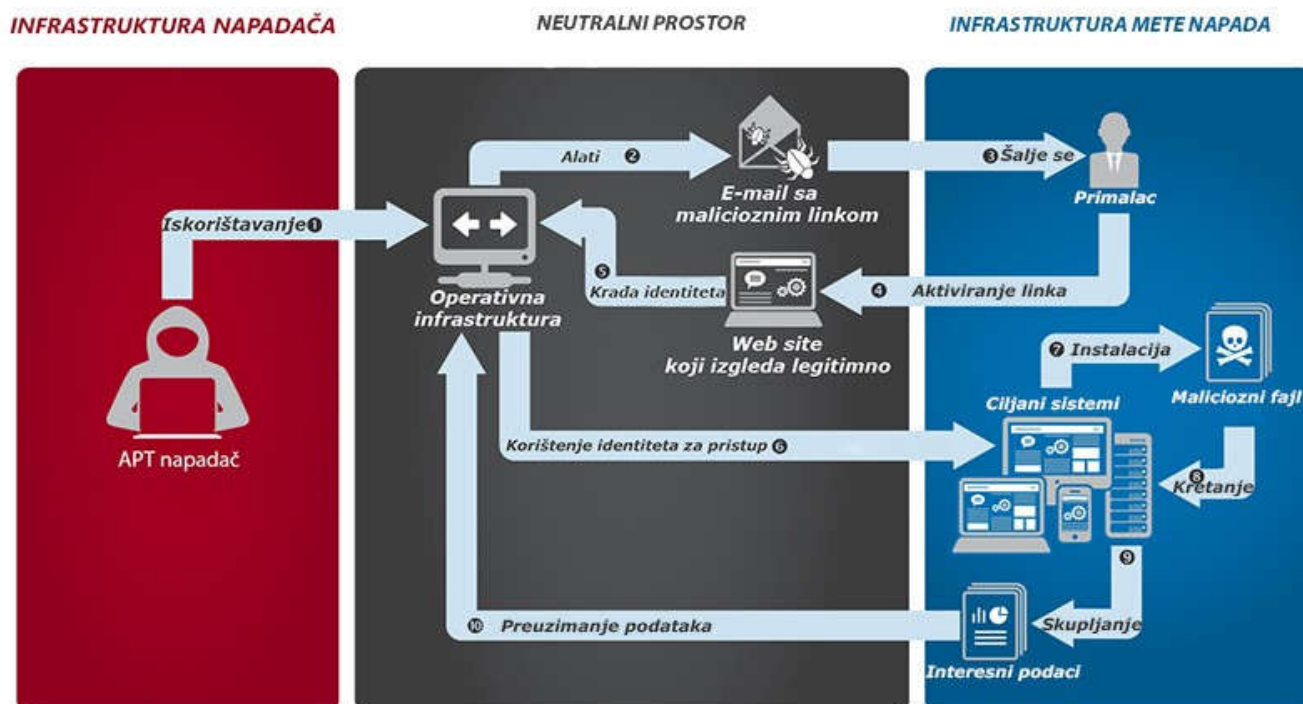 INFRASTRUKTURA NAPADAČA
NEUTRALNI PROSTOR
INFRASTRUKTURA METE NAPADA
Iskorištavanje❶
APT napadač
Alati ❷
E-mail sa
malicioznim linkom
❸Šalje se
Primalac
❹ Aktiviranje linka
Web site
koji izgleda legitimno
❺
Krađa identiteta
Operativna
infrastruktura
Korištenje identiteta za pristup ❻
Ciljani sistemi
❼ Instalacija
Maliciozni fajl
❽
Kretanje
❾
Skupljanje
Interesni podaci
❿ Preuzimanje podataka